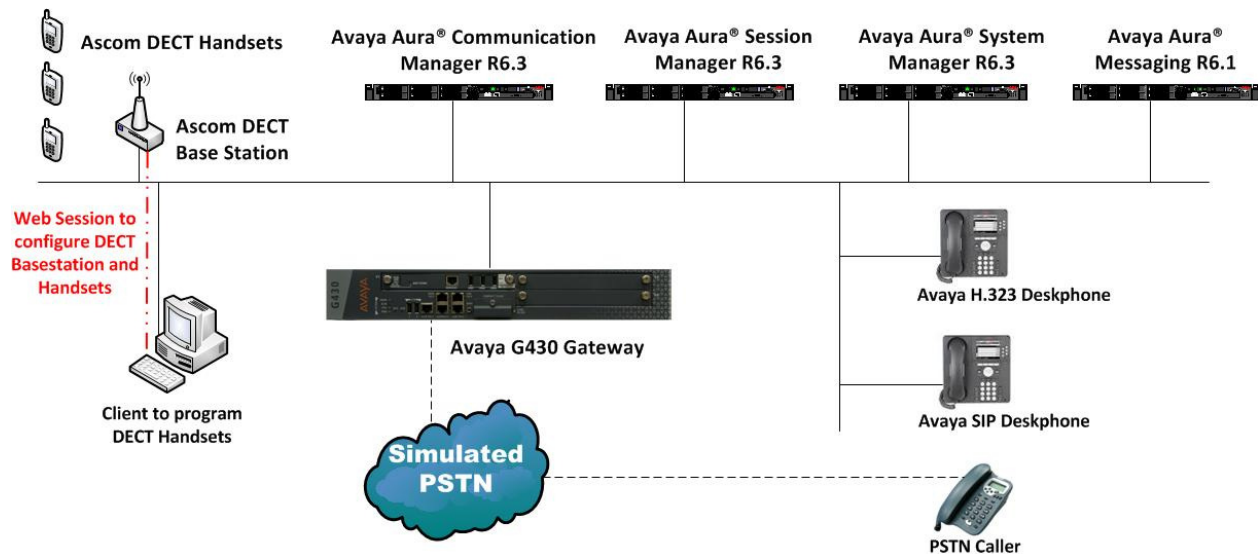 Ascom DECT Handsets
Avaya Aura® Communication
Manager R6.3
Avaya Aura® Session
Manager R6.3
Avaya Aura® System
Manager R6.3
Avaya Aura®
Messaging R6.1
Ascom DECT
Base Station
Web Session to
configure DECT
Basestation and
Handsets
G430
AVAYA
Avaya H.323 Deskphone
Avaya G430 Gateway
Client to program
DECT Handsets
Avaya SIP Deskphone
Simulated
PSTN
PSTN Caller